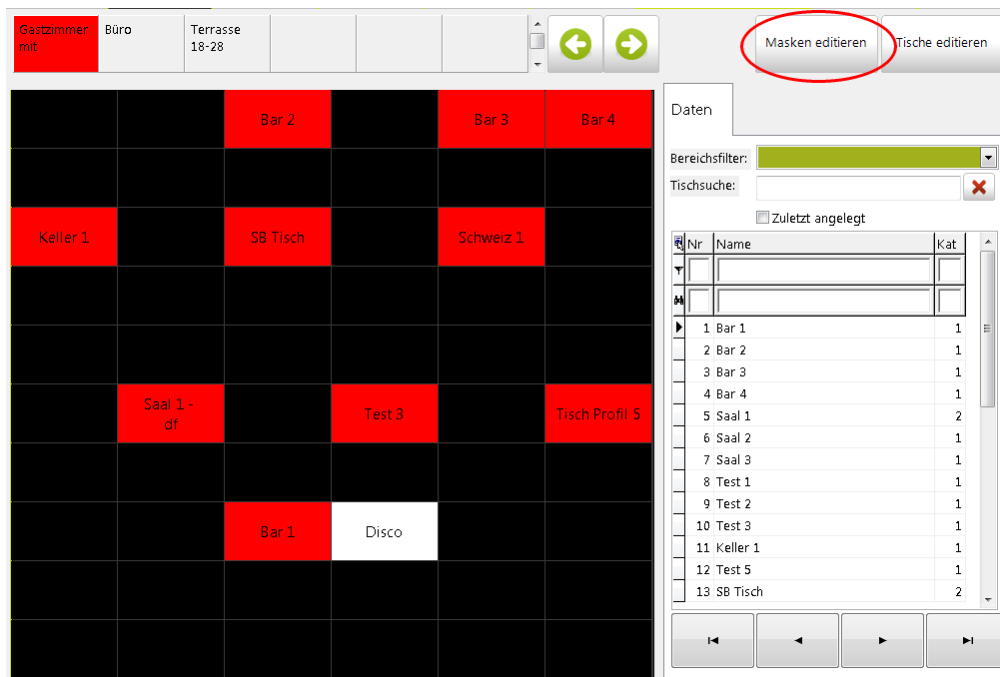 Gastzimmer
mit
Büro
Terrasse
18-28
Masken editieren
Tische editieren
Bar 2
Bar 3
Bar 4
Keller 1
SB Tisch
Schweiz 1
Saal 1 -
df
Test 3
Tisch Profil 5
Bar 1
Disco
Daten
Bereichsfilter:
Tischsuche:
Zuletzt angelegt
Nr Name Kat
1 Bar 1 1
2 Bar 2 1
3 Bar 3 1
4 Bar 4 1
5 Saal 1 2
6 Saal 2 1
7 Saal 3 1
8 Test 1 1
9 Test 2 1
10 Test 3 1
11 Keller 1 1
12 Test 5 1
13 SB Tisch 2